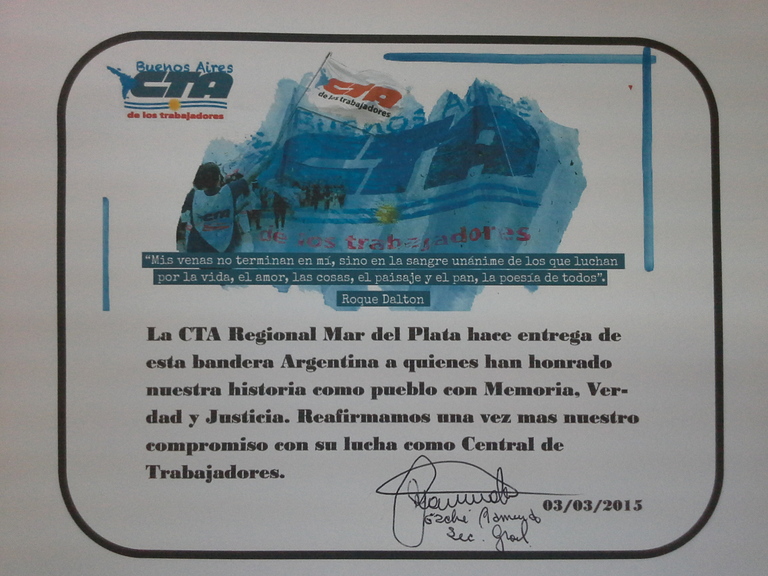 Buenos Aires
CTA
de los trabajadores
CTA
de los trabajadores
Buenos Aires
CTA
CTA
de los trabajadores
“Mis venas no terminan en mí, sino en la sangre unánime de los que luchan
por la vida, el amor, las cosas, el paisaje y el pan, la poesía de todos”.
Roque Dalton
La CTA Regional Mar del Plata hace entrega de
esta bandera Argentina a quienes han honrado
nuestra historia como pueblo con Memoria, Ver-
dad y Justicia. Reafirmamos una vez mas nuestro
compromiso con su lucha como Central de
Trabajadores.
03/03/2015
Sec. Gral